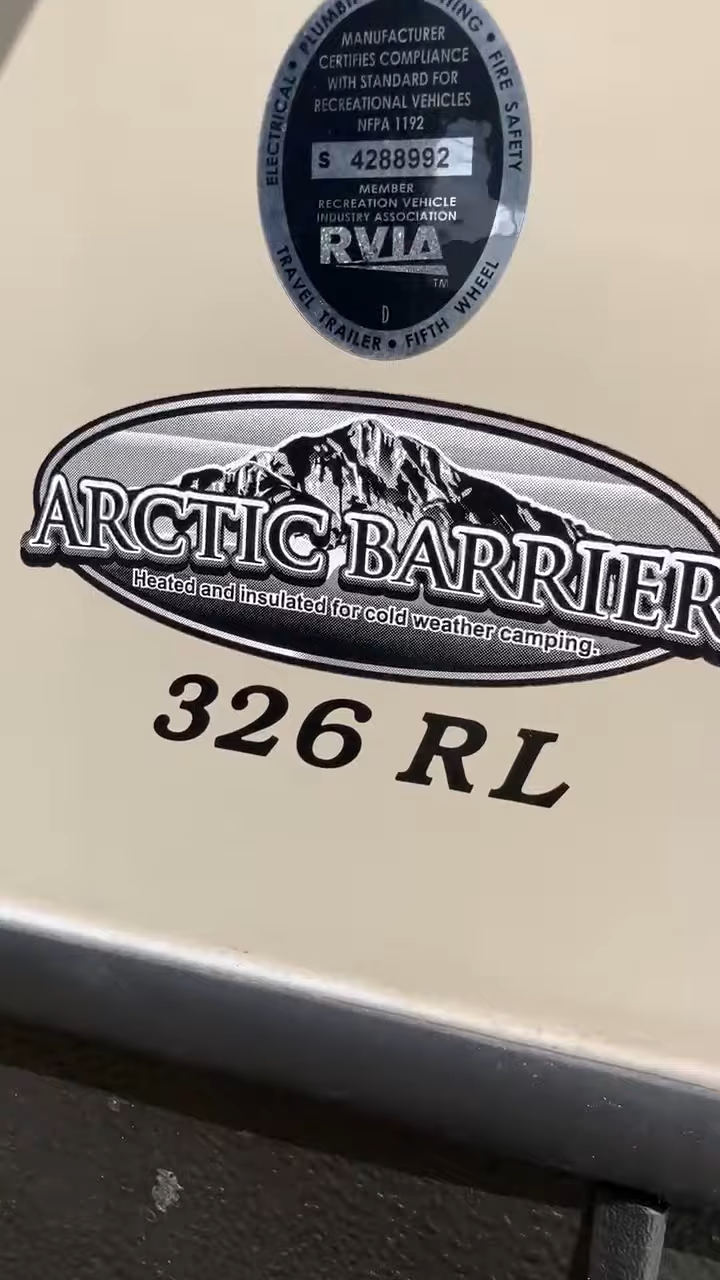 ELECTRICAL • PLUMBING
• FIRE SAFETY
MANUFACTURER
CERTIFIES COMPLIANCE
WITH STANDARD FOR
RECREATIONAL VEHICLES
NFPA 1192
S 4288992
MEMBER
RECREATION VEHICLE
INDUSTRY ASSOCIATION
RVIA
TM
D
TRAVEL TRAILER • FIFTH WHEEL
ARCTIC BARRIER
Heated and insulated for cold weather camping.
326 RL